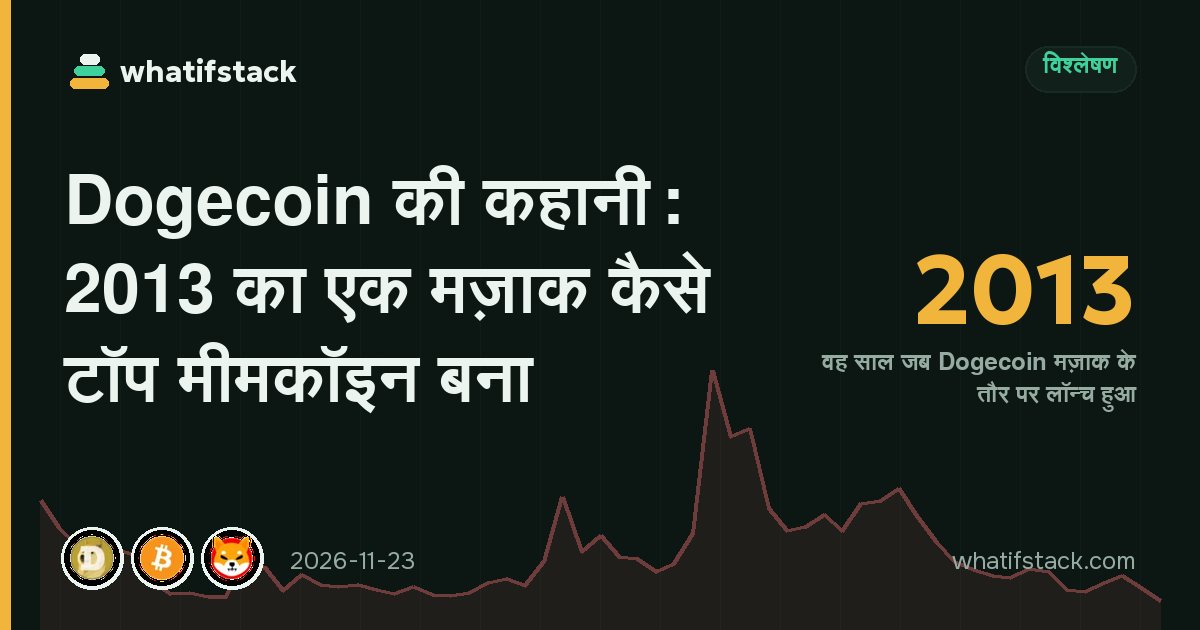 whatifstack
विश्लेषण
Dogecoin की कहानी :
2013 का एक मज़ाक कैसे
टॉप मीमकॉइन बना
2013
वह साल जब Dogecoin मज़ाक के
तौर पर लॉन्च हुआ
2026-11-23
whatifstack.com